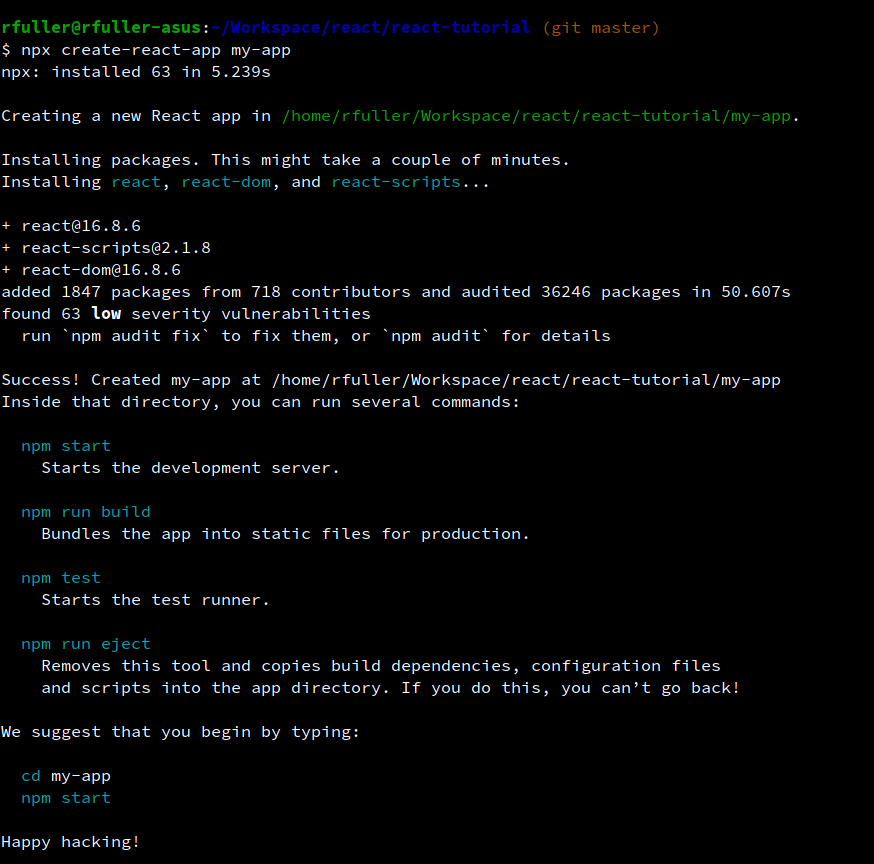 rfuller@rfuller-asus:~/Workspace/react/react-tutorial (git master)
$ npx create-react-app my-app
npx: installed 63 in 5.239s
Creating a new React app in /home/rfuller/Workspace/react/react-tutorial/my-app.
Installing packages. This might take a couple of minutes.
Installing react, react-dom, and react-scripts...
+ react@16.8.6
+ react-scripts@2.1.8
+ react-dom@16.8.6
added 1847 packages from 718 contributors and audited 36246 packages in 50.607s
found 63 low severity vulnerabilities
  run `npm audit fix` to fix them, or `npm audit` for details
Success! Created my-app at /home/rfuller/Workspace/react/react-tutorial/my-app
Inside that directory, you can run several commands:
  npm start
    Starts the development server.
  npm run build
    Bundles the app into static files for production.
  npm test
    Starts the test runner.
  npm run eject
    Removes this tool and copies build dependencies, configuration files
    and scripts into the app directory. If you do this, you can’t go back!
We suggest that you begin by typing:
  cd my-app
  npm start
Happy hacking!